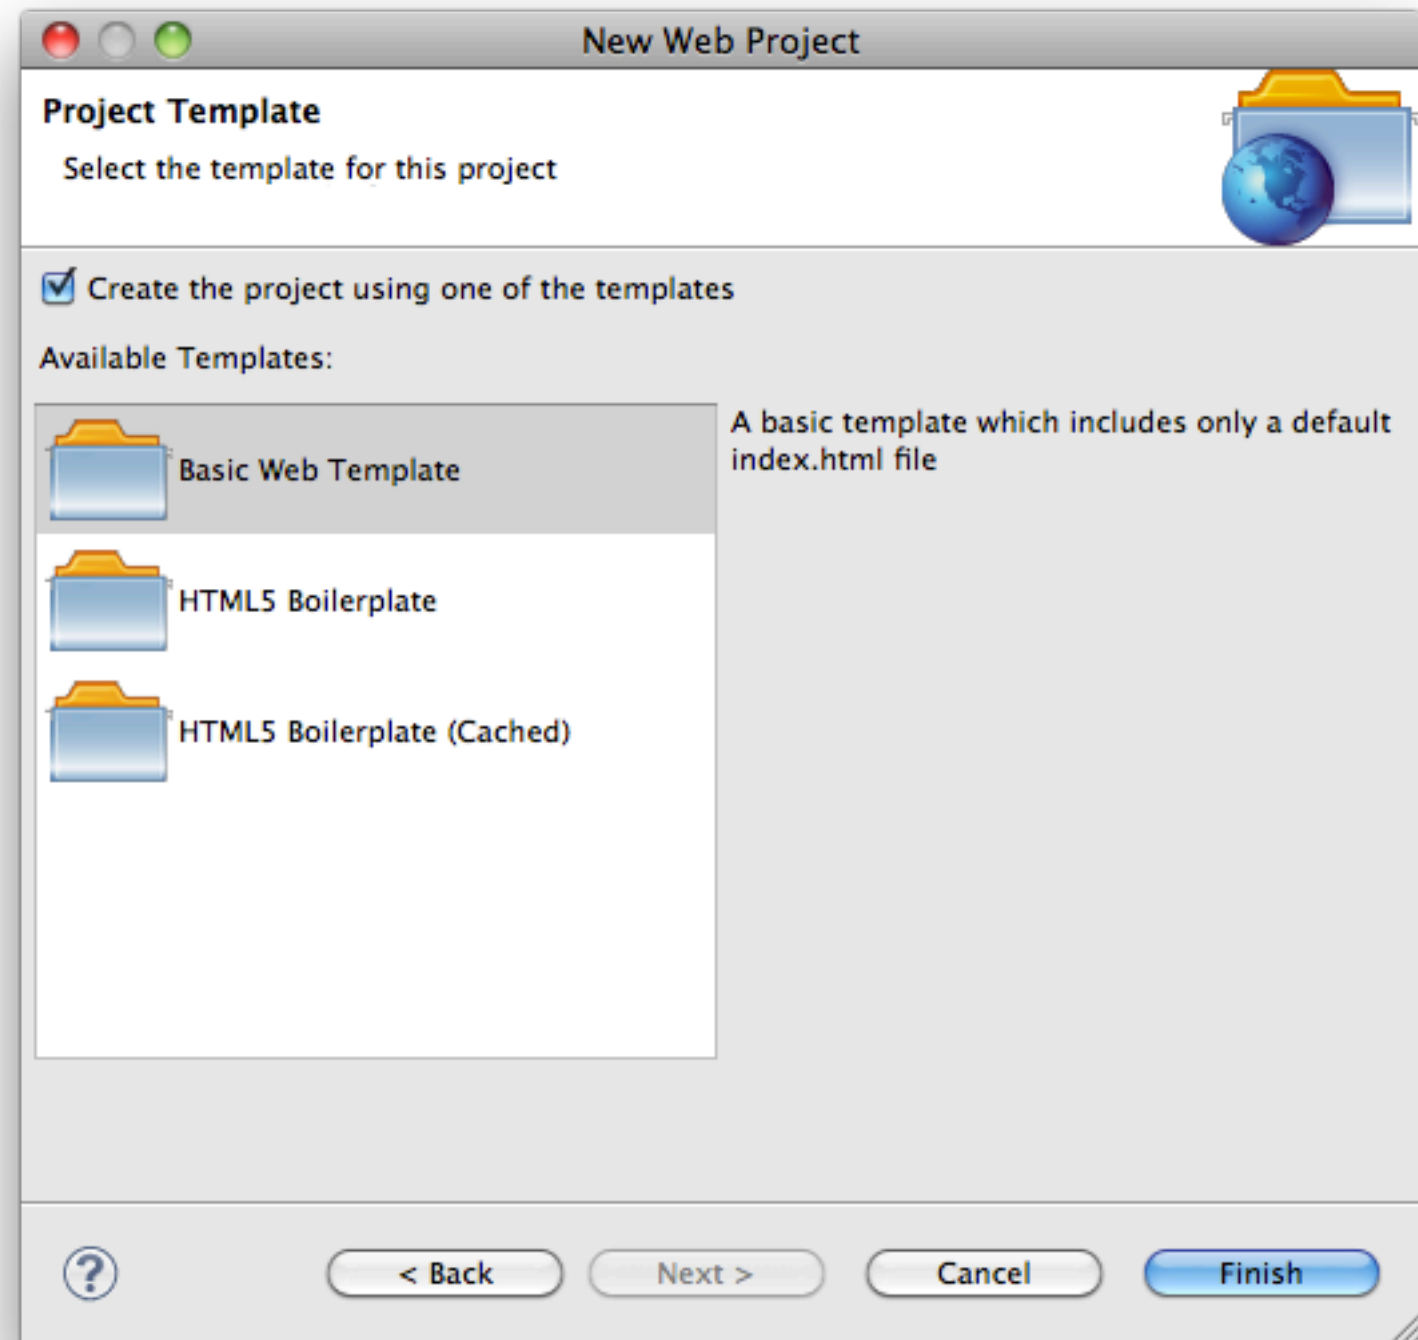 New Web Project
Project Template
Select the template for this project
Create the project using one of the templates
Available Templates:
Basic Web Template
HTML5 Boilerplate
HTML5 Boilerplate (Cached)
A basic template which includes only a default
index.html file
?
< Back
Next >
Cancel
Finish